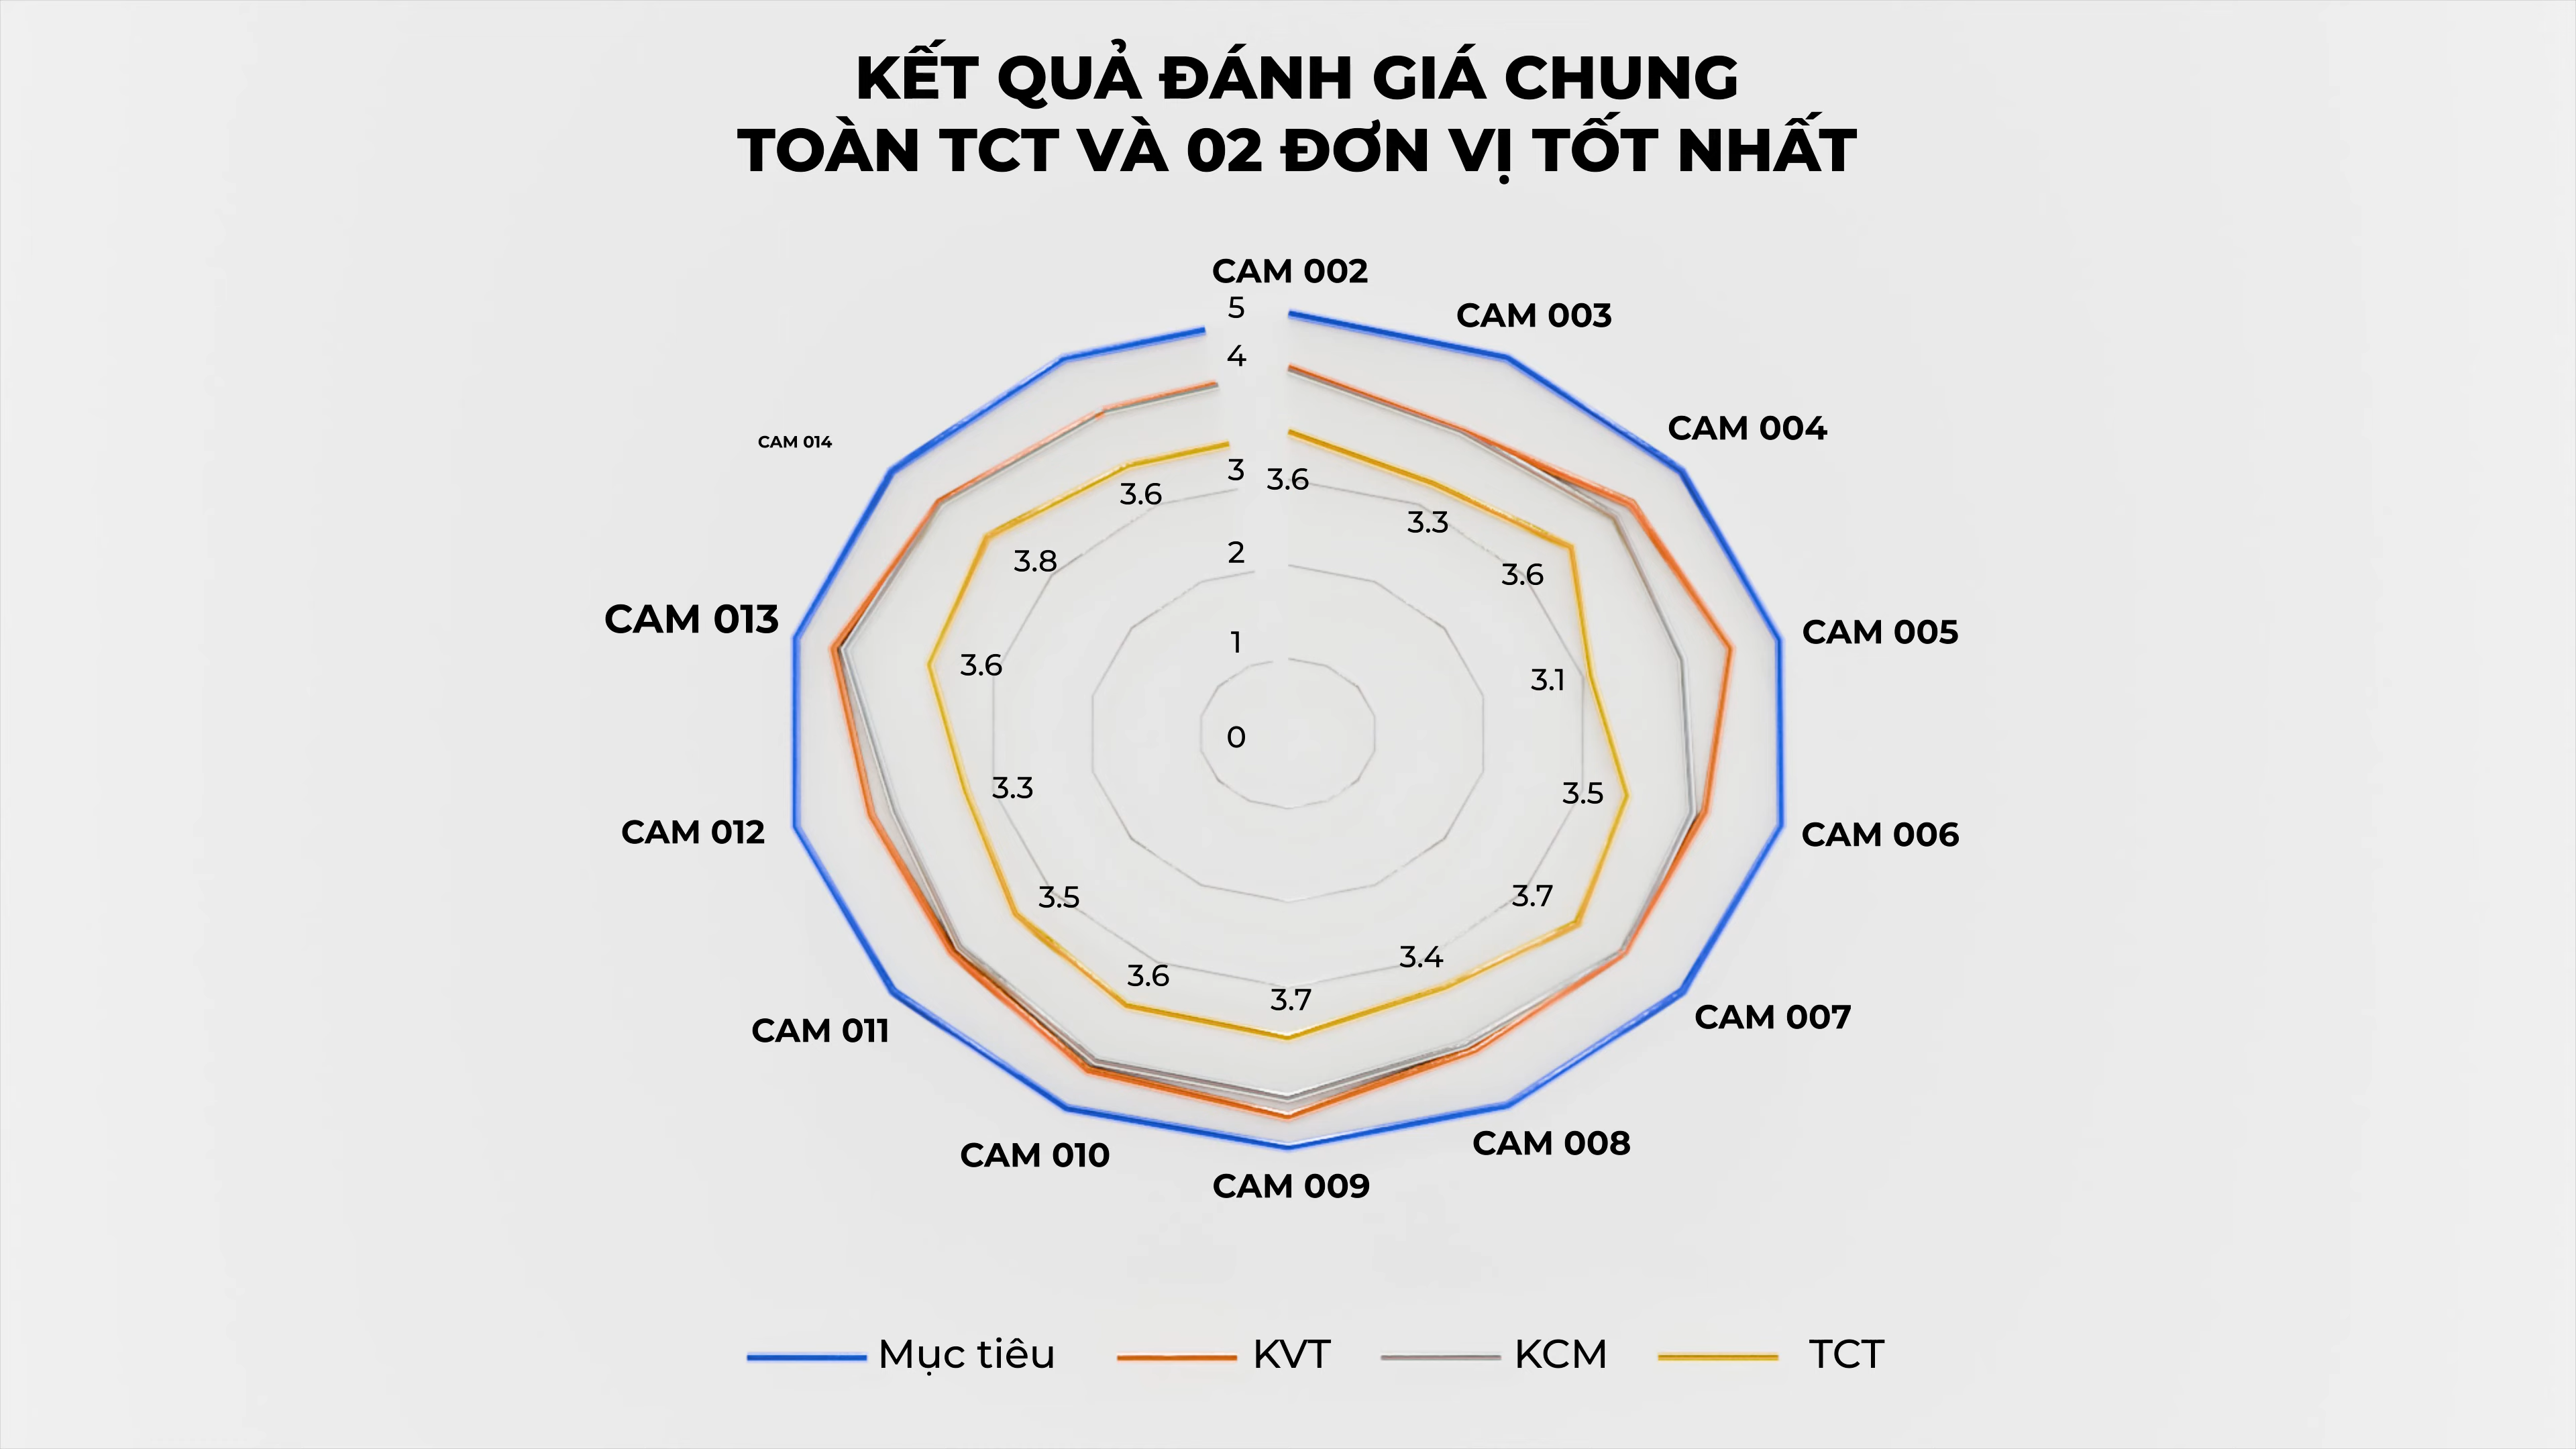 KẾT QUẢ ĐÁNH GIÁ CHUNG
TOÀN TCT VÀ 02 ĐƠN VỊ TỐT NHẤT
CAM 002
CAM 003
CAM 004
CAM 005
CAM 006
CAM 007
CAM 008
CAM 009
CAM 010
CAM 011
CAM 012
CAM 013
CAM 014
5
4
3
2
1
0
3.6
3.3
3.6
3.1
3.5
3.7
3.4
3.7
3.6
3.5
3.3
3.6
3.8
3.6
Mục tiêu
KVT
KCM
TCT